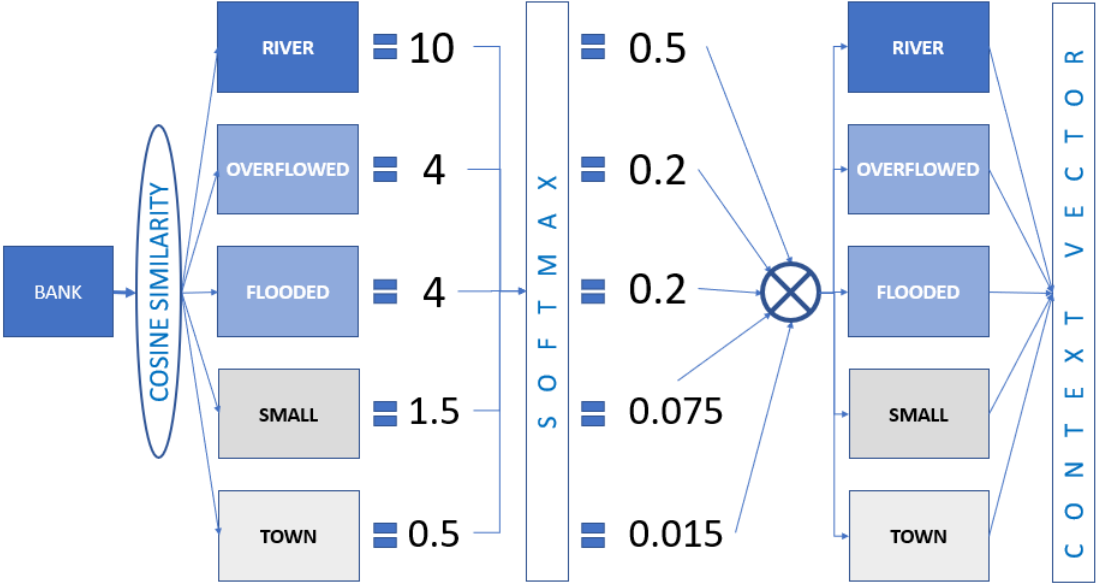 BANK
COSINE SIMILARITY
RIVER = 10
OVERFLOWED = 4
FLOODED = 4
SMALL = 1.5
TOWN = 0.5
SOFTMAX
= 0.5
= 0.2
= 0.2
= 0.075
= 0.015
RIVER
OVERFLOWED
FLOODED
SMALL
TOWN
CONTEXT VECTOR